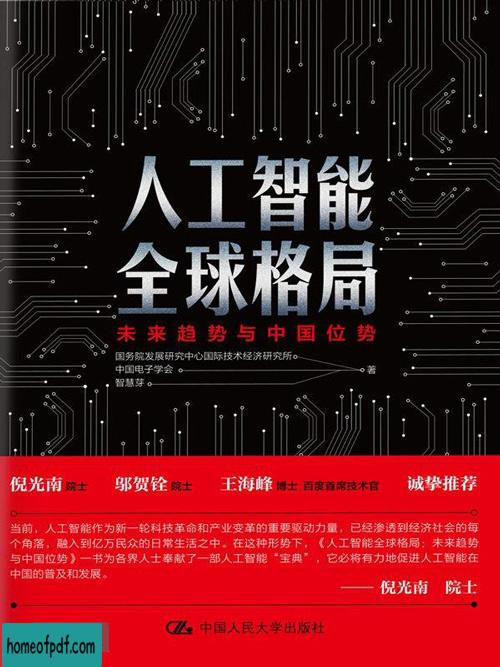 人工智能
全球格局
未来趋势与中国位势
国务院发展研究中心国际技术经济研究所
中国电子学会
智慧芽
著
倪光南 院士 邬贺铨 院士 王海峰 博士 百度首席技术官 诚挚推荐
当前，人工智能作为新一轮科技革命和产业变革的重要驱动力量，已经渗透到经济社会的每
个角落，融入到亿万民众的日常生活之中。在这种形势下，《人工智能全球格局：未来趋势
与中国位势》一书为各界人士奉献了一部人工智能“宝典”，它必将有力地促进人工智能在
中国的普及和发展。
——倪光南 院士
中国人民大学出版社
homeofpdf.com